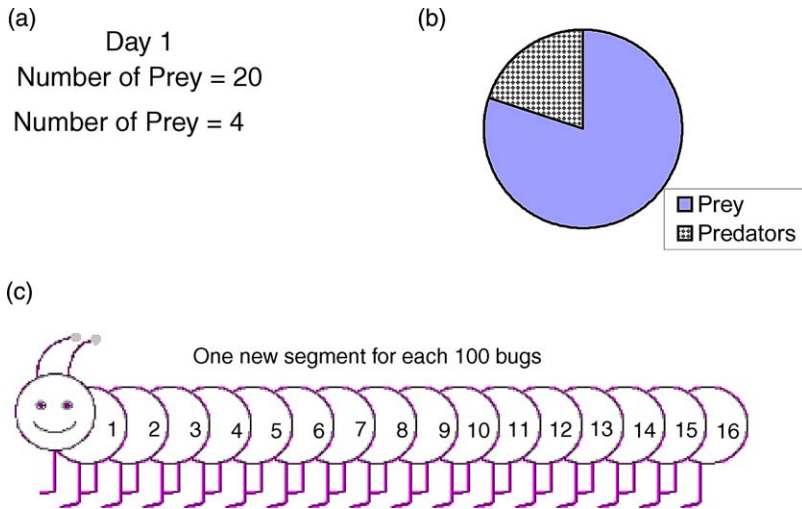 (a)
Day 1
Number of Prey = 20
Number of Prey = 4
(b)
Prey
Predators
(c)
One new segment for each 100 bugs
1 2 3 4 5 6 7 8 9 10 11 12 13 14 15 16